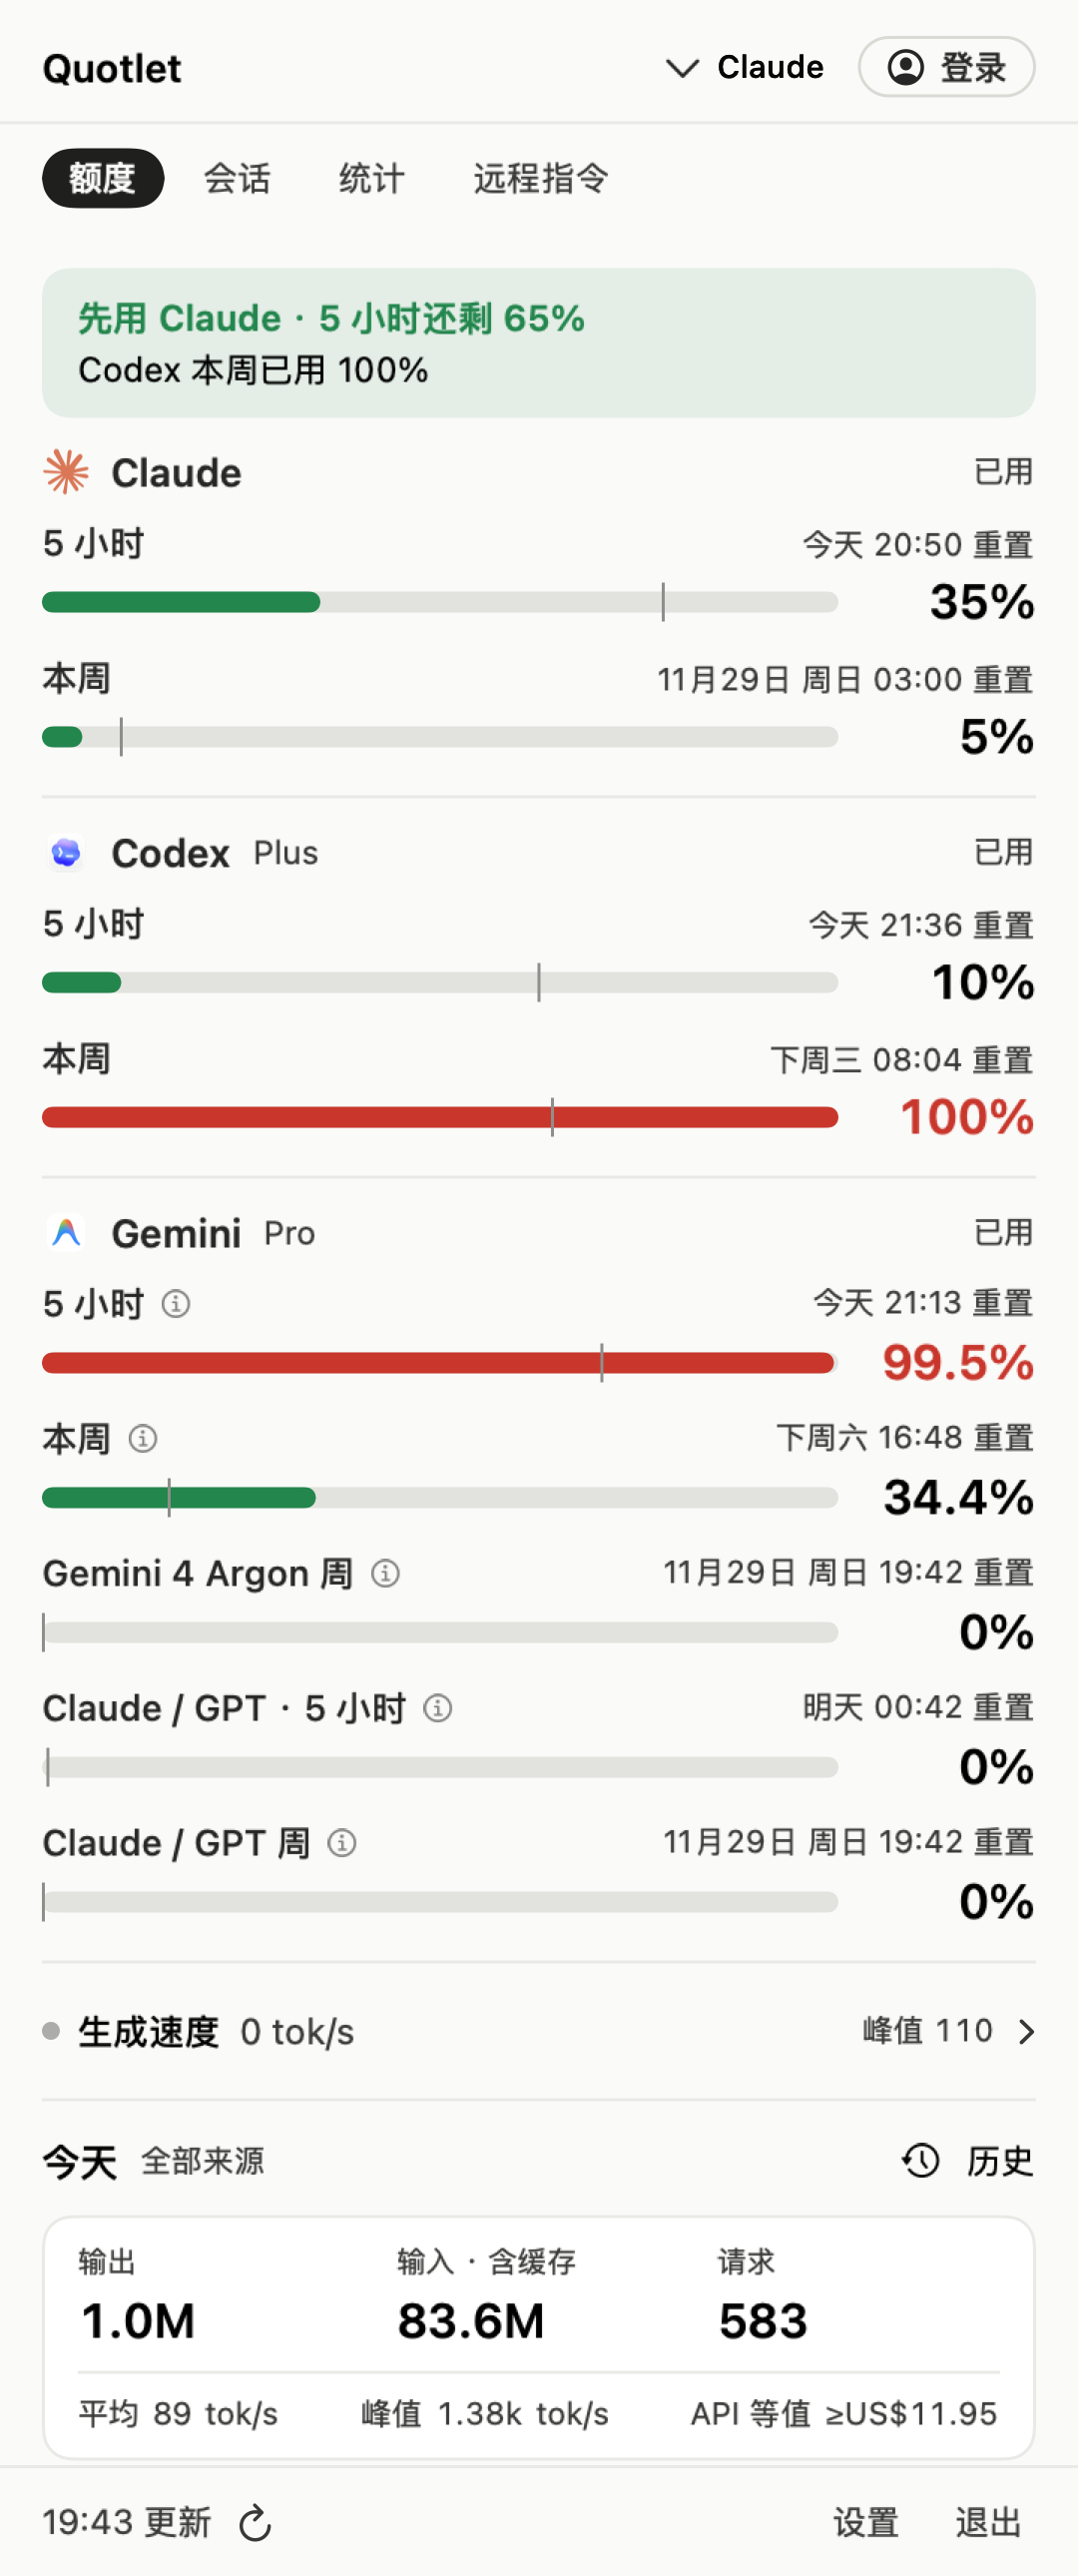 Quotlet
Claude
登录
额度 会话 统计 远程指令
先用 Claude · 5 小时还剩 65%
Codex 本周已用 100%
Claude 已用
5 小时 今天 20:50 重置
35%
本周 11月29日 周日 03:00 重置
5%
Codex Plus 已用
5 小时 今天 21:36 重置
10%
本周 下周三 08:04 重置
100%
Gemini Pro 已用
5 小时 今天 21:13 重置
99.5%
本周 下周六 16:48 重置
34.4%
Gemini 4 Argon 周 11月29日 周日 19:42 重置
0%
Claude / GPT · 5 小时 明天 00:42 重置
0%
Claude / GPT 周 11月29日 周日 19:42 重置
0%
生成速度 0 tok/s 峰值 110
今天 全部来源 历史
输出 输入 · 含缓存 请求
1.0M 83.6M 583
平均 89 tok/s 峰值 1.38k tok/s API 等值 ≥US$11.95
19:43 更新 设置 退出